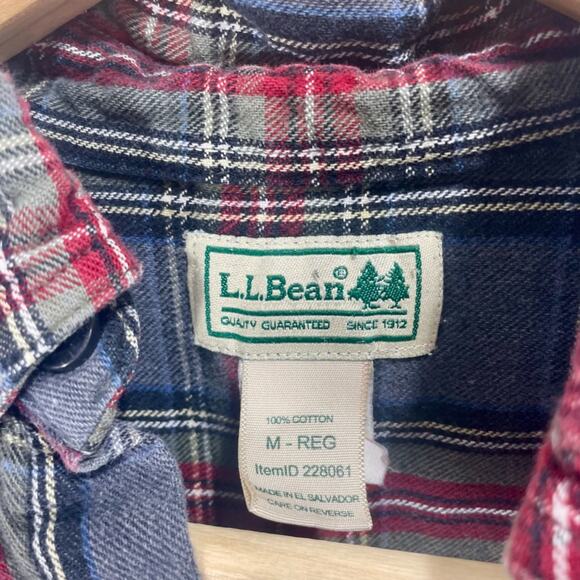 L.L.Bean®
QUALITY GUARANTEED SINCE 1912
100% COTTON
M - REG
ItemID 228061
MADE IN EL SALVADOR
CARE ON REVERSE